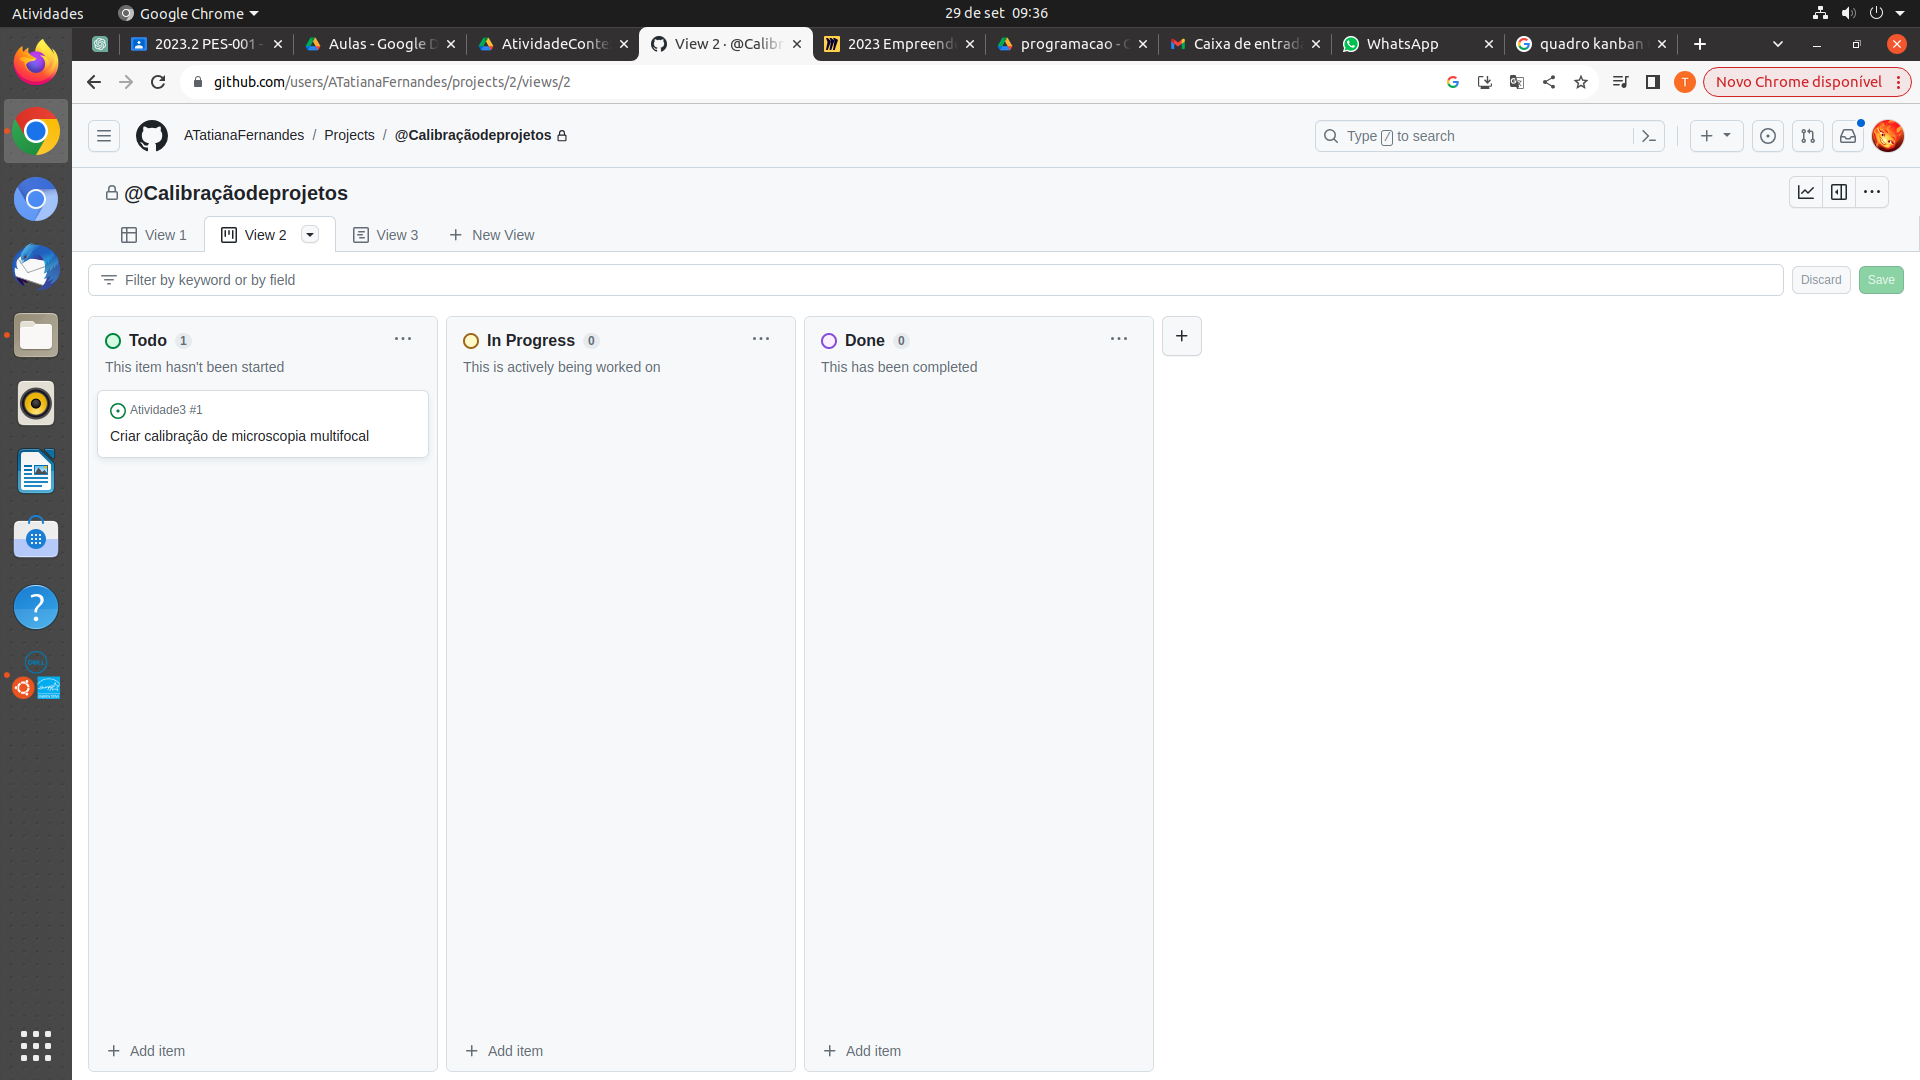 Atividades Google Chrome 29 de set 09:36
2023.2 PES-001 - Aulas - Google D AtividadeConte View 2 · @Calibr 2023 Empreend programacao - Caixa de entrada WhatsApp quadro kanban
github.com/users/ATatianaFernandes/projects/2/views/2 T Novo Chrome disponível
ATatianaFernandes / Projects / @Calibraçãodeprojetos Type / to search
@Calibraçãodeprojetos
View 1 View 2 View 3 New View
Filter by keyword or by field Discard Save
Todo 1 In Progress 0 Done 0
This item hasn't been started This is actively being worked on This has been completed
Atividade3 #1
Criar calibração de microscopia multifocal
DELL
Add item Add item Add item